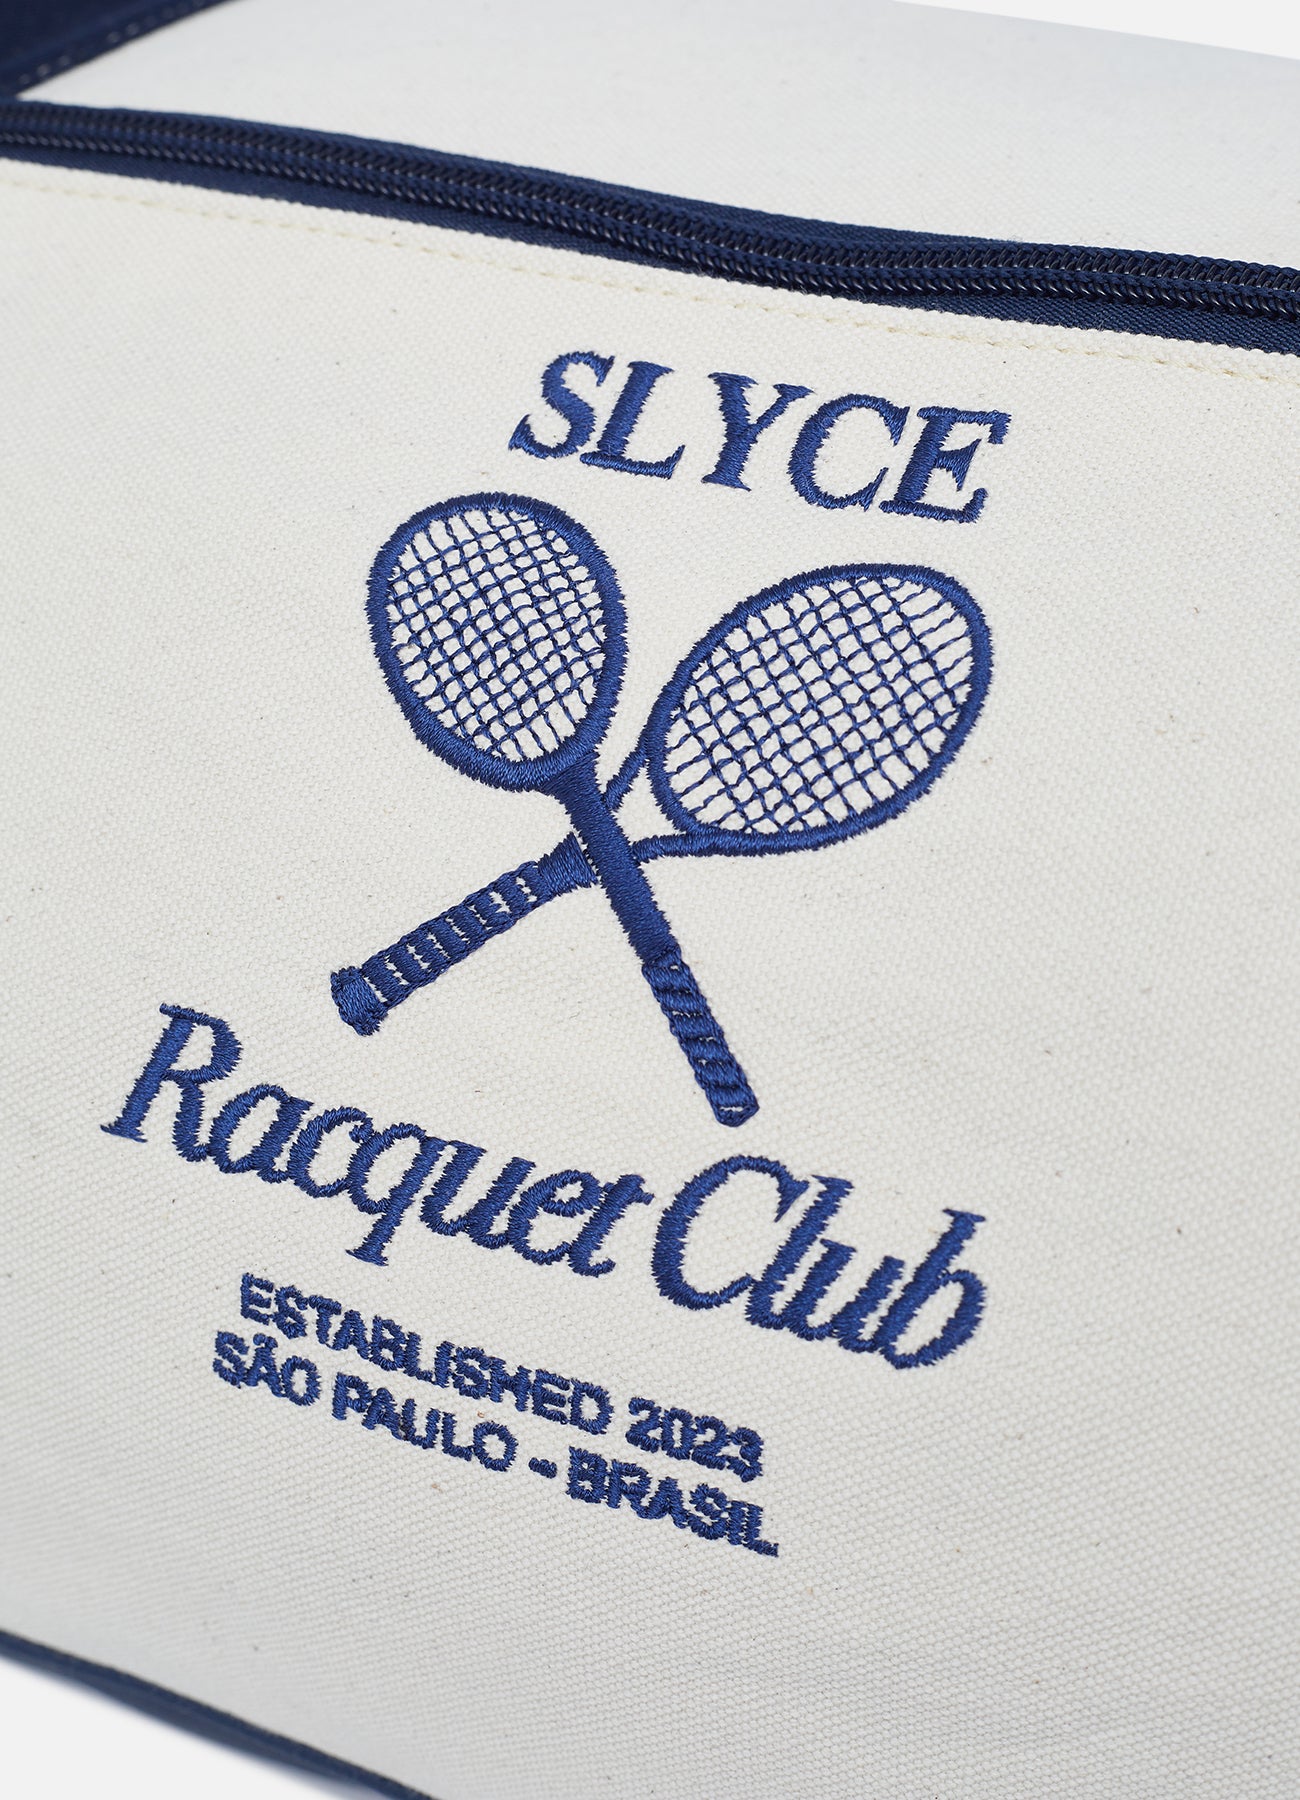 SLYCE
Racquet Club
ESTABLISHED 2023
SÃO PAULO - BRASIL